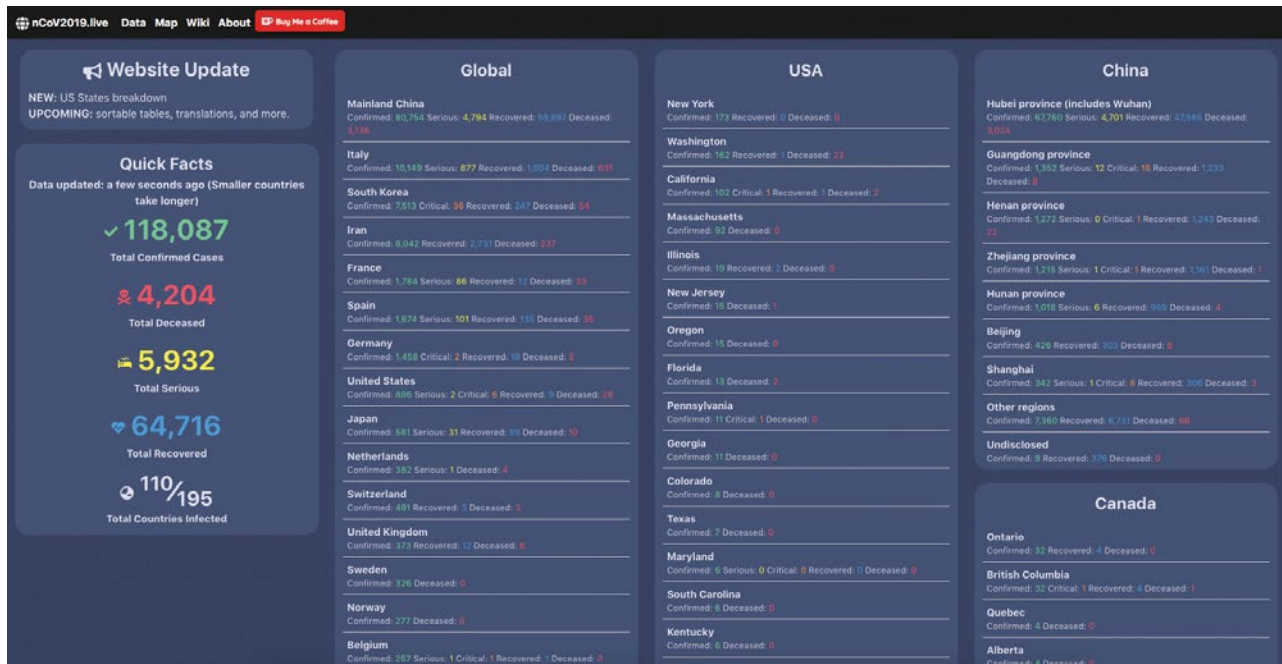 nCoV2019.live Data Map Wiki About Buy Me a Coffee
Website Update
NEW: US States breakdown
UPCOMING: sortable tables, translations, and more.
Quick Facts
Data updated: a few seconds ago (Smaller countries
take longer)
118,087
Total Confirmed Cases
4,204
Total Deceased
5,932
Total Serious
64,716
Total Recovered
110/195
Total Countries Infected
Global
Mainland China
Confirmed: 80,754 Serious: 4,794 Recovered: Deceased:
3,136
Italy
Confirmed: 10,149 Serious: 877 Recovered: 1,004 Deceased: 631
South Korea
Confirmed: 7,513 Critical: 36 Recovered: 247 Deceased: 54
Iran
Confirmed: 8,042 Recovered: 2,731 Deceased: 237
France
Confirmed: 1,784 Serious: 86 Recovered: 12 Deceased: 33
Spain
Confirmed: 1,674 Serious: 101 Recovered: 135 Deceased:
Germany
Confirmed: 1,458 Critical: 2 Recovered: 18 Deceased: 2
United States
Confirmed: 886 Serious: 2 Critical: 6 Recovered: 9 Deceased: 28
Japan
Confirmed: 581 Serious: 31 Recovered: 59 Deceased: 10
Netherlands
Confirmed: 382 Serious: 1 Deceased: 4
Switzerland
Confirmed: 491 Recovered: 3 Deceased: 3
United Kingdom
Confirmed: 373 Recovered: 12 Deceased: 6
Sweden
Confirmed: 326 Deceased: 0
Norway
Confirmed: 277 Deceased: 0
Belgium
Confirmed: 267 Serious: 1 Critical: 1 Recovered: 1 Deceased: 0
USA
New York
Confirmed: 173 Recovered: 0 Deceased: 0
Washington
Confirmed: 162 Recovered: 1 Deceased: 23
California
Confirmed: 102 Critical: 1 Recovered: 1 Deceased: 2
Massachusetts
Confirmed: 92 Deceased: 0
Illinois
Confirmed: 19 Recovered: 2 Deceased: 0
New Jersey
Confirmed: 15 Deceased: 1
Oregon
Confirmed: 15 Deceased: 0
Florida
Confirmed: 13 Deceased: 2
Pennsylvania
Confirmed: 11 Critical: 1 Deceased: 0
Georgia
Confirmed: 11 Deceased: 0
Colorado
Confirmed: 8 Deceased: 0
Texas
Confirmed: 7 Deceased: 0
Maryland
Confirmed: 6 Serious: 0 Critical: 0 Recovered: 0 Deceased: 0
South Carolina
Confirmed: 6 Deceased: 0
Kentucky
Confirmed: 6 Deceased: 0
China
Hubei province (includes Wuhan)
Confirmed: 67,760 Serious: 4,701 Recovered: Deceased:
3,024
Guangdong province
Confirmed: 1,352 Serious: 12 Critical: 18 Recovered:
Deceased: 8
Henan province
Confirmed: 1,272 Serious: 0 Critical: 1 Recovered: 1,243 Deceased:
22
Zhejiang province
Confirmed: 1,215 Serious: 1 Critical: 1 Recovered: 1,161 Deceased: 1
Hunan province
Confirmed: 1,018 Serious: 6 Recovered: Deceased: 4
Beijing
Confirmed: 426 Recovered: Deceased: 8
Shanghai
Confirmed: 342 Serious: 1 Critical: 8 Recovered: Deceased: 3
Other regions
Confirmed: 7,360 Recovered: 6,731 Deceased:
Undisclosed
Confirmed: 9 Recovered: Deceased: 0
Canada
Ontario
Confirmed: 32 Recovered: 4 Deceased: 0
British Columbia
Confirmed: 32 Critical: 1 Recovered: 4 Deceased: 1
Quebec
Confirmed: 4 Deceased: 0
Alberta